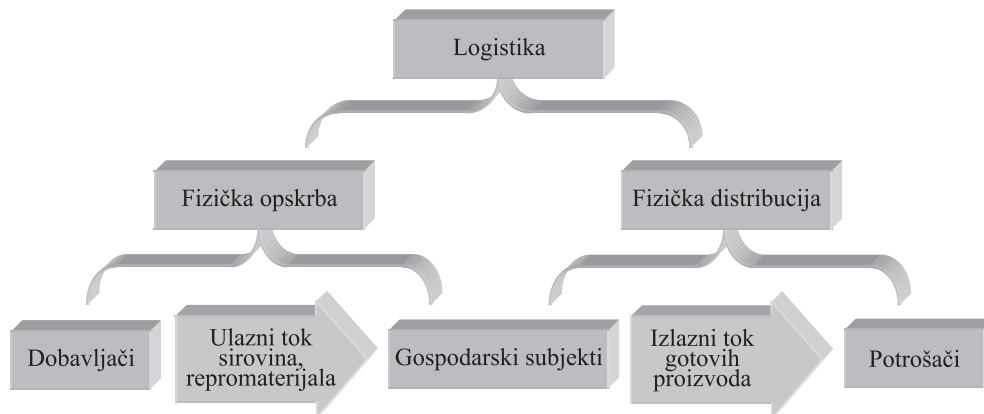 Logistika
Fizička opskrba
Fizička distribucija
Dobavljači
Ulazni tok
sirovina,
repromaterijala
Gospodarski subjekti
Izlazni tok
gotovih
proizvoda
Potrošači